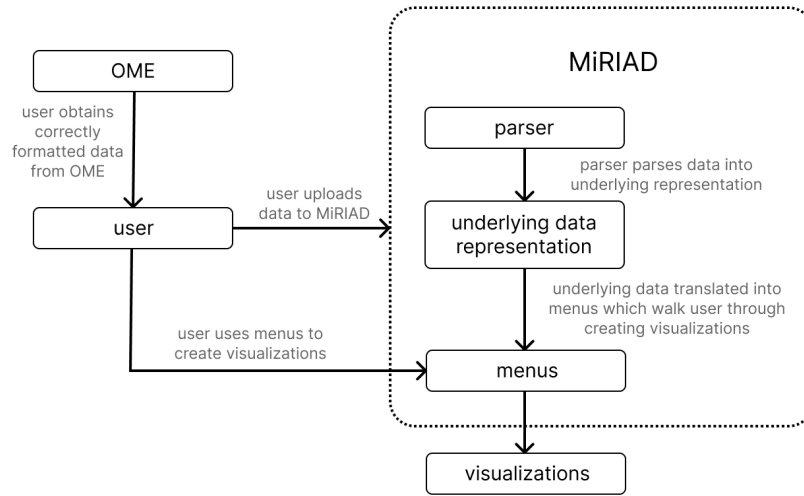 OME
user obtains
correctly
formatted data
from OME
user
user uploads
data to MiRIAD
user uses menus to
create visualizations
MiRIAD
parser
parser parses data into
underlying representation
underlying data
representation
underlying data translated into
menus which walk user through
creating visualizations
menus
visualizations